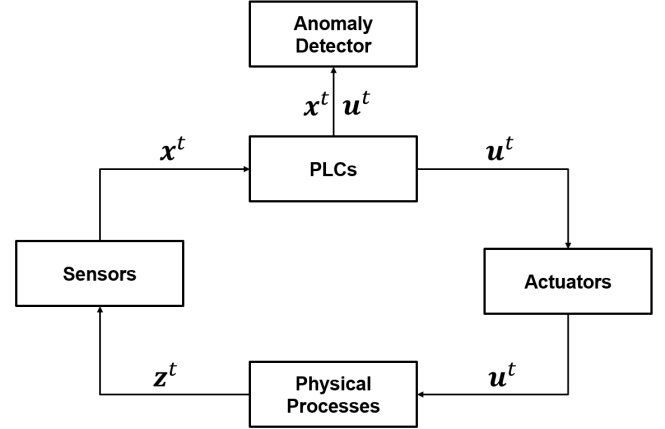 Anomaly
Detector
x^t u^t
x^t
u^t
PLCs
Sensors
Actuators
z^t
Physical
Processes
u^t